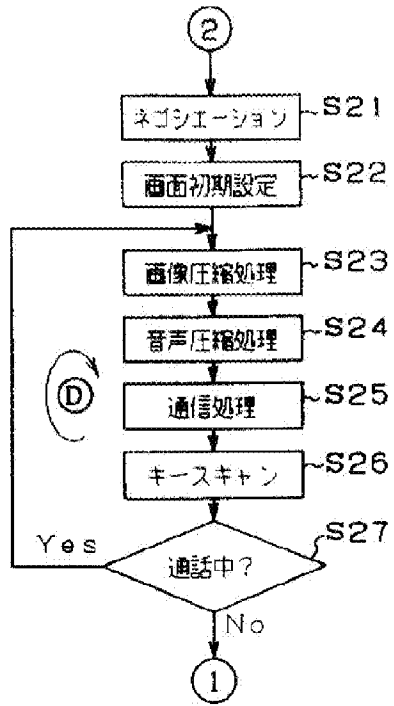 2
ネゴシエーション S21
画面初期設定 S22
画像圧縮処理 S23
音声圧縮処理 S24
D
通信処理 S25
キースキャン S26
S27
Yes
通話中?
No
1